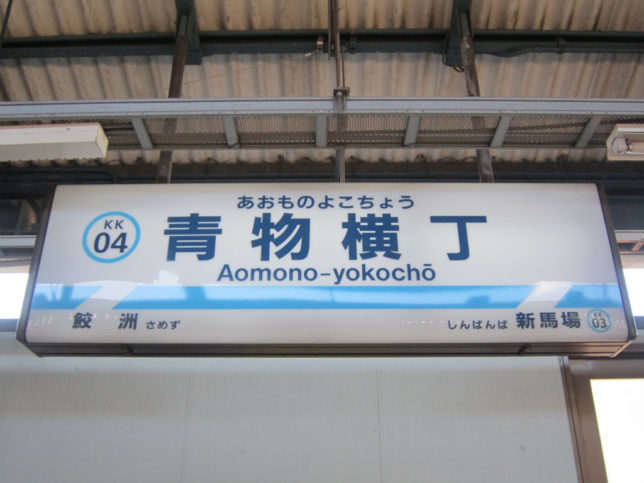 あおものよこちょう
KK
04
青物横丁
Aomono-yokochō
鮫洲 さめず
しんばんば 新馬場 KK
03